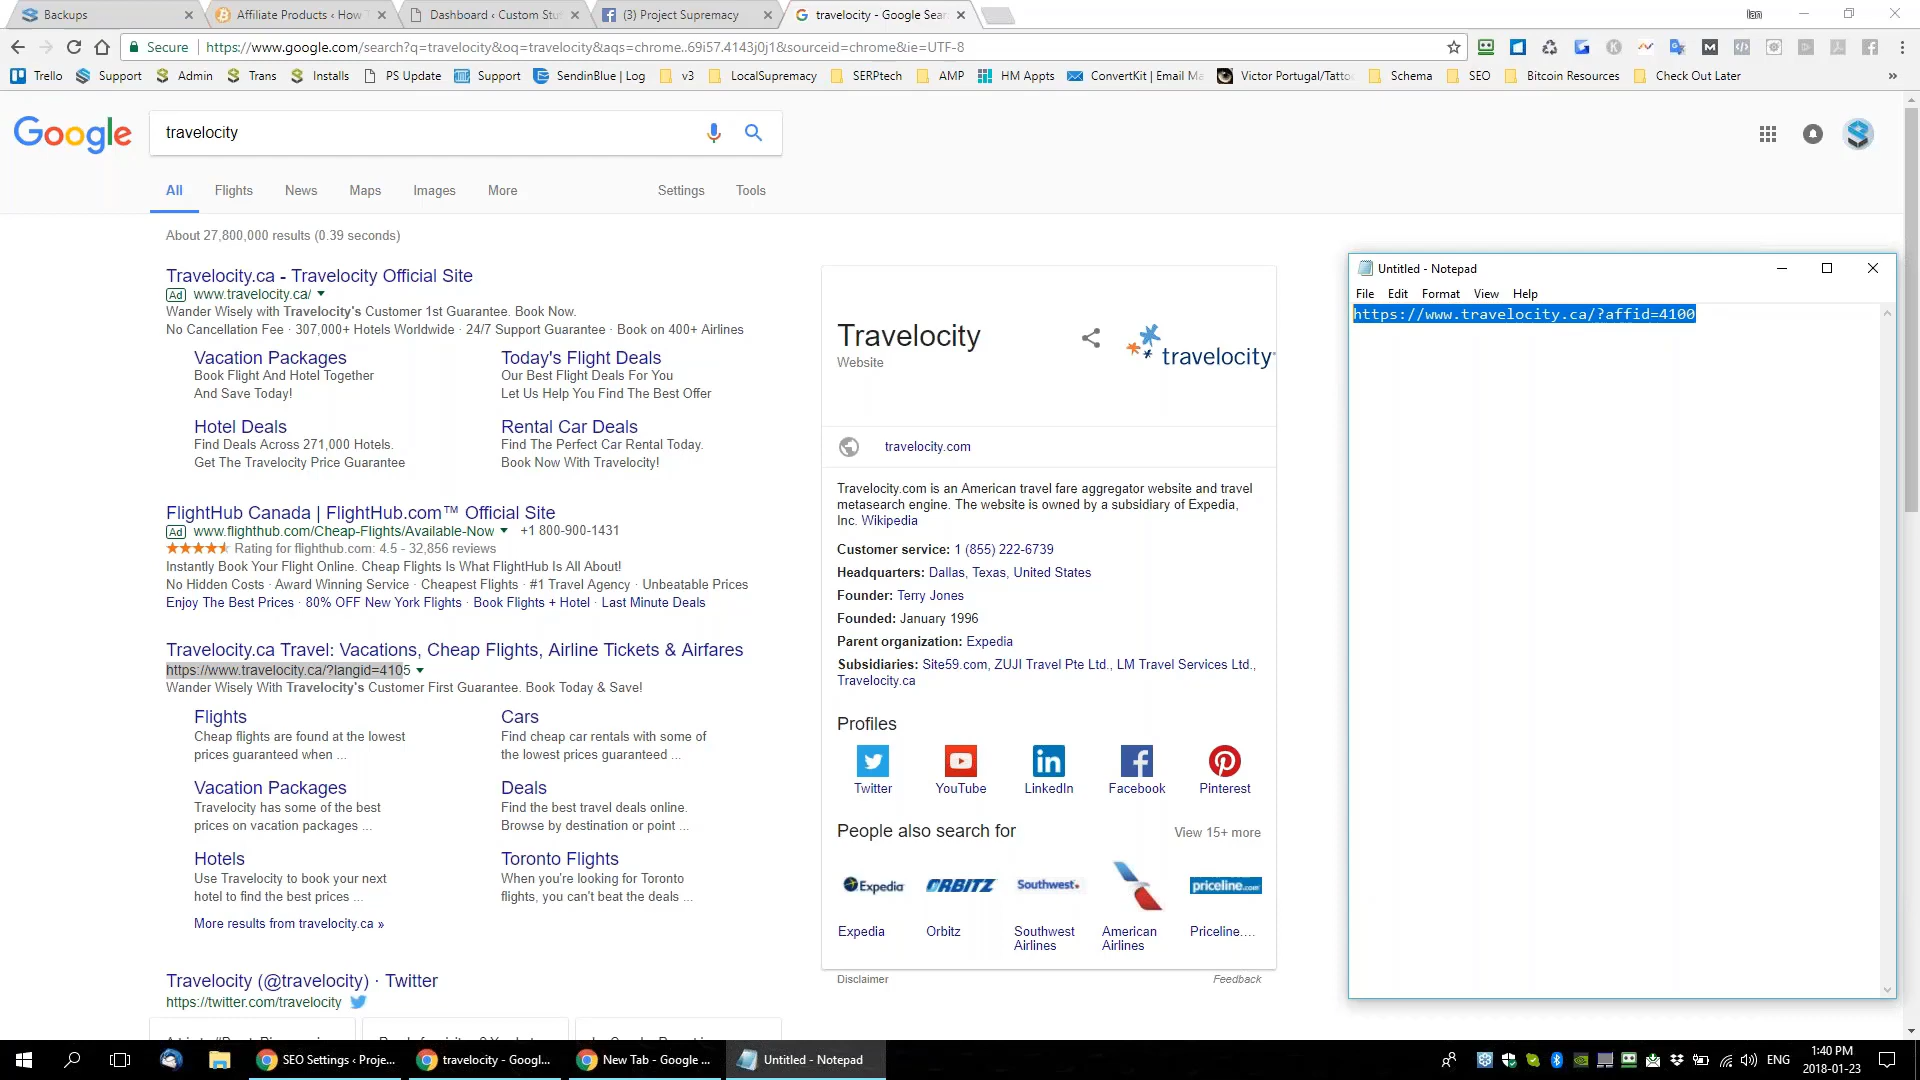 Backups
Affiliate Products ‹ How T
Dashboard ‹ Custom Stu
(3) Project Supremacy
travelocity - Google Sear
Ian
Secure
https://www.google.com/search?q=travelocity&oq=travelocity&aqs=chrome..69i57.4143j0j1&sourceid=chrome&ie=UTF-8
Trello
Support
Admin
Trans
Installs
PS Update
Support
SendinBlue | Log
v3
LocalSupremacy
SERPtech
AMP
HM Appts
ConvertKit | Email Ma
Victor Portugal/Tattoo
Schema
SEO
Bitcoin Resources
Check Out Later
»
Google
travelocity
All
Flights
News
Maps
Images
More
Settings
Tools
About 27,800,000 results (0.39 seconds)
Travelocity.ca - Travelocity Official Site
Ad www.travelocity.ca/
Wander Wisely with Travelocity's Customer 1st Guarantee. Book Now.
No Cancellation Fee · 307,000+ Hotels Worldwide · 24/7 Support Guarantee · Book on 400+ Airlines
Vacation Packages
Book Flight And Hotel Together
And Save Today!
Today's Flight Deals
Our Best Flight Deals For You
Let Us Help You Find The Best Offer
Hotel Deals
Find Deals Across 271,000 Hotels.
Get The Travelocity Price Guarantee
Rental Car Deals
Find The Perfect Car Rental Today.
Book Now With Travelocity!
FlightHub Canada | FlightHub.com™ Official Site
Ad www.flighthub.com/Cheap-Flights/Available-Now +1 800-900-1431
Rating for flighthub.com: 4.5 - 32,856 reviews
Instantly Book Your Flight Online. Cheap Flights Is What FlightHub Is All About!
No Hidden Costs · Award Winning Service · Cheapest Flights · #1 Travel Agency · Unbeatable Prices
Enjoy The Best Prices · 80% OFF New York Flights · Book Flights + Hotel · Last Minute Deals
Travelocity.ca Travel: Vacations, Cheap Flights, Airline Tickets & Airfares
https://www.travelocity.ca/?langid=4105
Wander Wisely With Travelocity's Customer First Guarantee. Book Today & Save!
Flights
Cheap flights are found at the lowest
prices guaranteed when ...
Cars
Find cheap car rentals with some of
the lowest prices guaranteed ...
Vacation Packages
Travelocity has some of the best
prices on vacation packages ...
Deals
Find the best travel deals online.
Browse by destination or point ...
Hotels
Use Travelocity to book your next
hotel to find the best prices ...
Toronto Flights
When you're looking for Toronto
flights, you can't beat the deals ...
More results from travelocity.ca »
Travelocity (@travelocity) · Twitter
https://twitter.com/travelocity
Travelocity
Website
travelocity
travelocity.com
Travelocity.com is an American travel fare aggregator website and travel
metasearch engine. The website is owned by a subsidiary of Expedia,
Inc. Wikipedia
Customer service: 1 (855) 222-6739
Headquarters: Dallas, Texas, United States
Founder: Terry Jones
Founded: January 1996
Parent organization: Expedia
Subsidiaries: Site59.com, ZUJI Travel Pte Ltd., LM Travel Services Ltd.,
Travelocity.ca
Profiles
Twitter
YouTube
LinkedIn
Facebook
Pinterest
People also search for
View 15+ more
Expedia
ORBITZ
Southwest
priceline.com
Expedia
Orbitz
Southwest
Airlines
American
Airlines
Priceline....
Disclaimer
Feedback
Untitled - Notepad
File Edit Format View Help
https://www.travelocity.ca/?affid=4100
SEO Settings ‹ Proje...
travelocity - Googl...
New Tab - Google ...
Untitled - Notepad
ENG
1:40 PM
2018-01-23